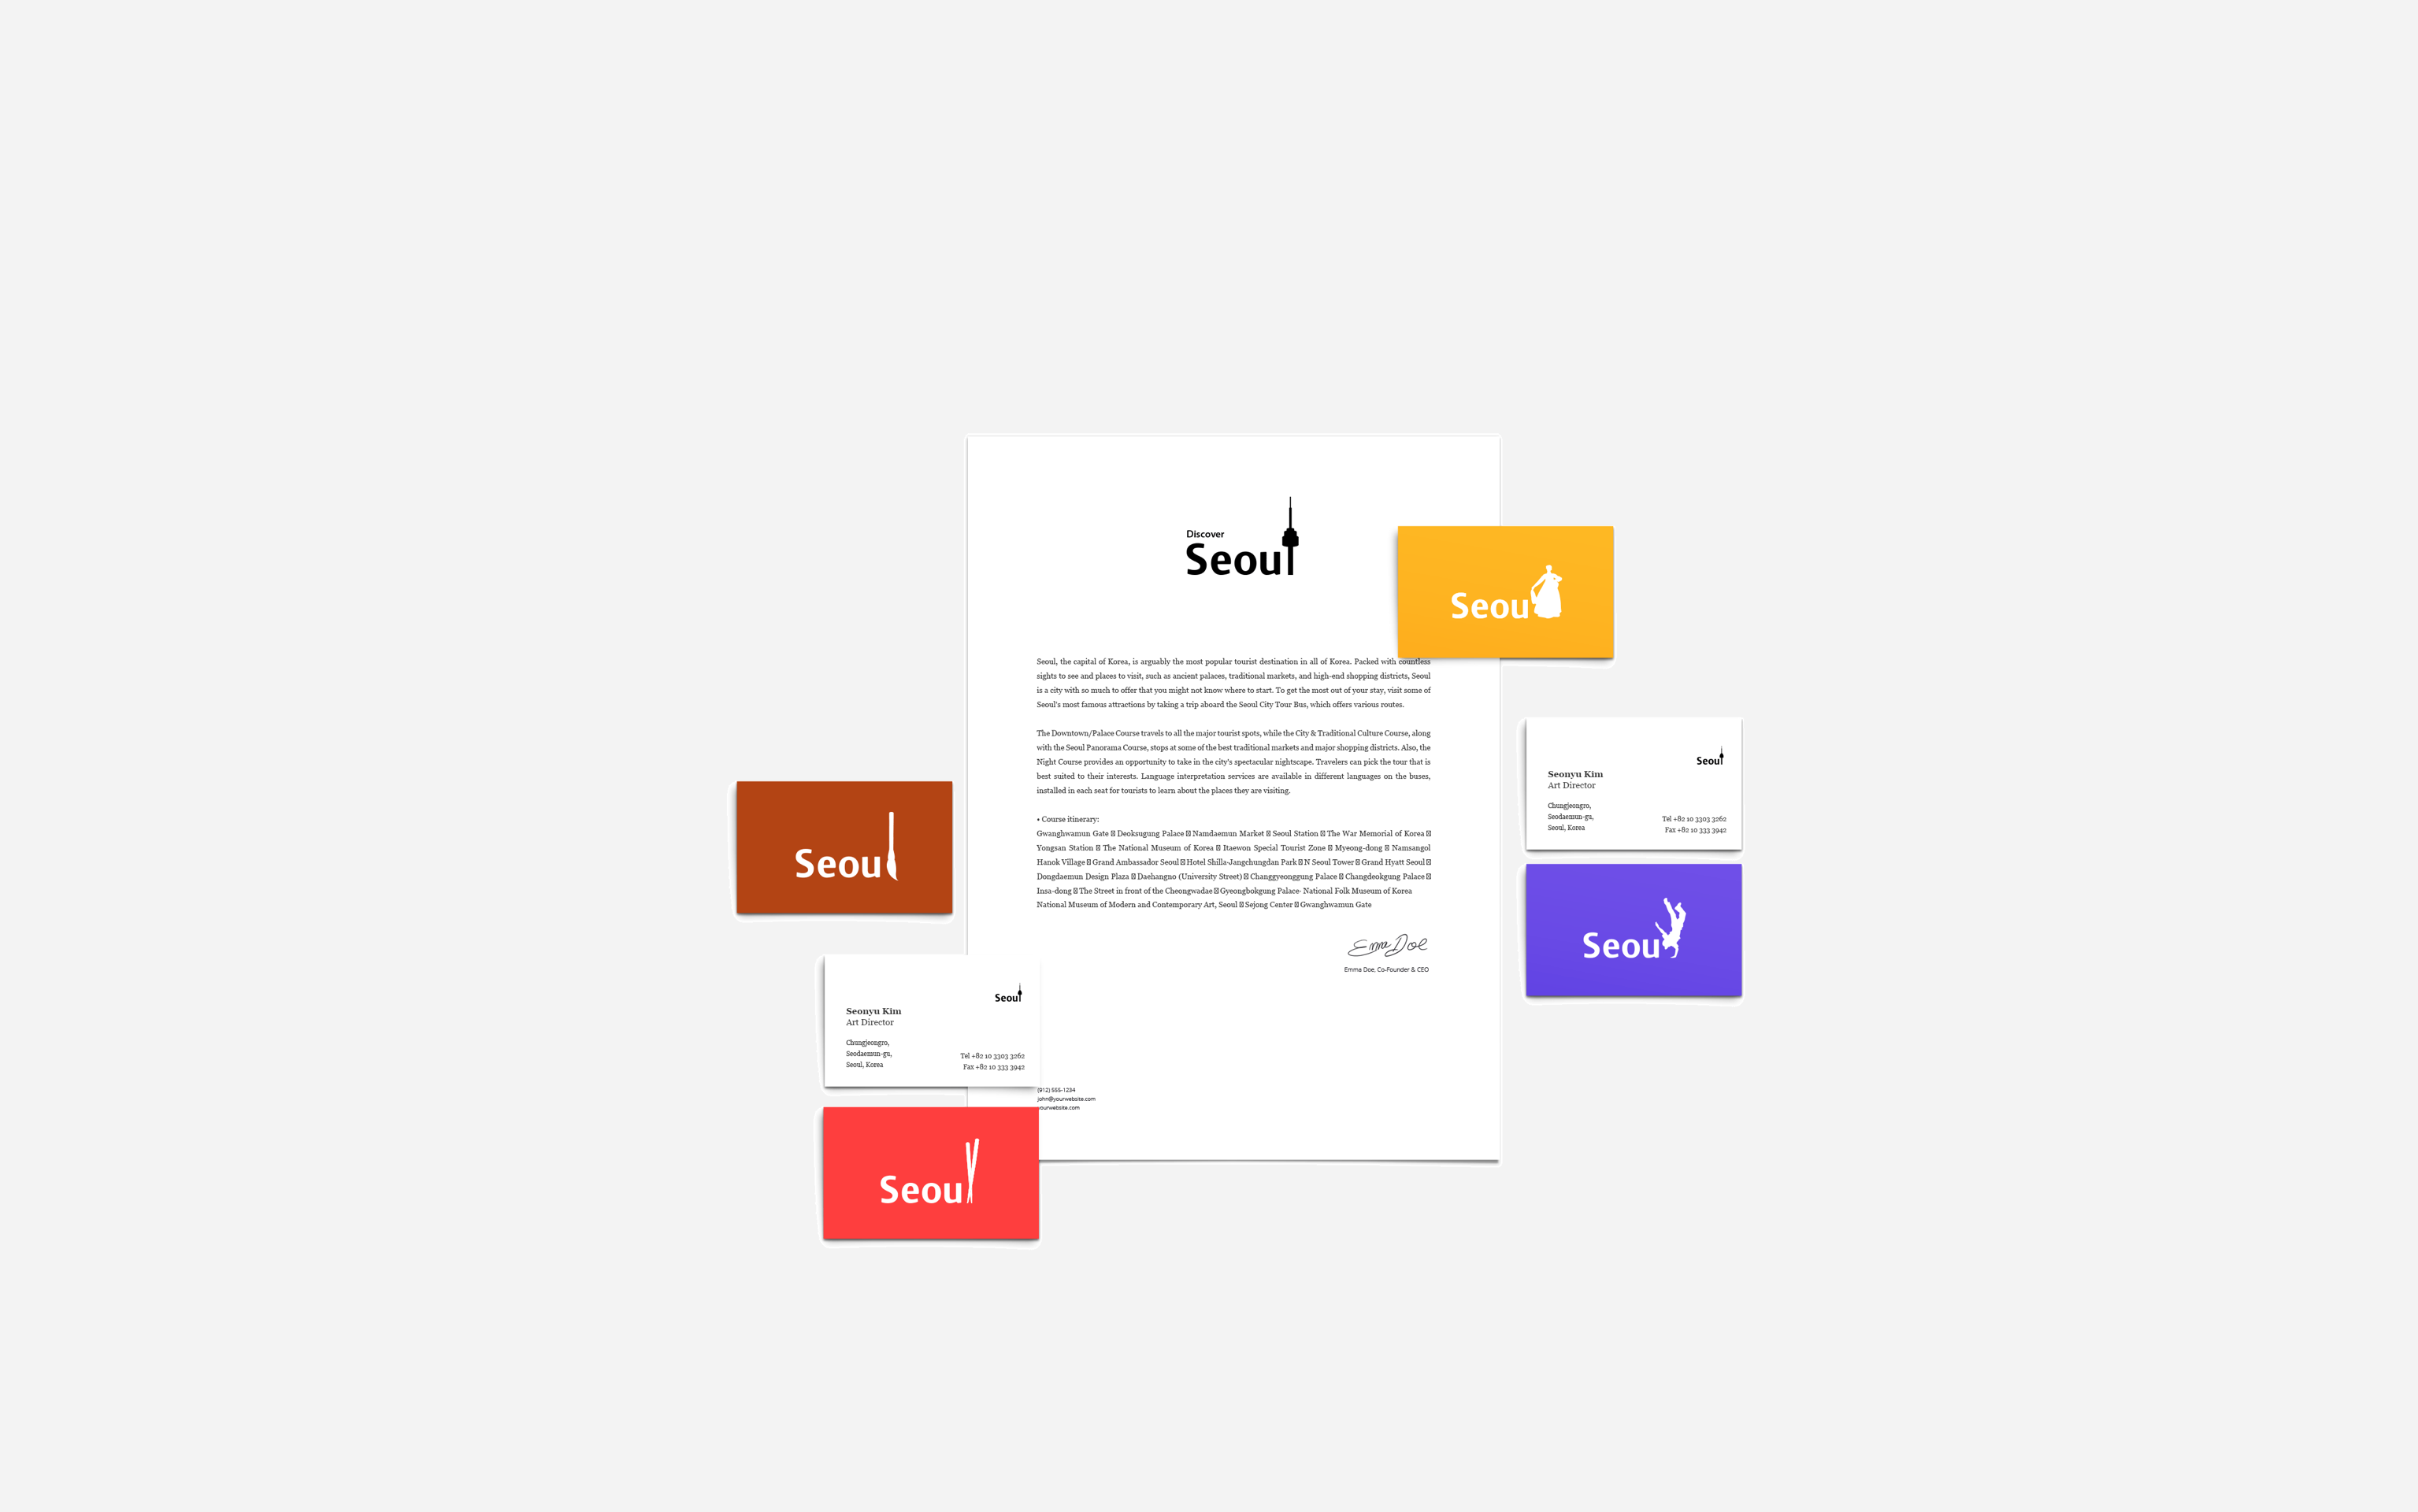 Discover
Seoul
Seou
Seou
Seou
Seou
Seoul, the capital of Korea, is arguably the most popular tourist destination in all of Korea. Packed with countless
sights to see and places to visit, such as ancient palaces, traditional markets, and high-end shopping districts, Seoul
is a city with so much to offer that you might not know where to start. To get the most out of your stay, visit some of
Seoul's most famous attractions by taking a trip aboard the Seoul City Tour Bus, which offers various routes.
The Downtown/Palace Course travels to all the major tourist spots, while the City & Traditional Culture Course, along
with the Seoul Panorama Course, stops at some of the best traditional markets and major shopping districts. Also, the
Night Course provides an opportunity to take in the city's spectacular nightscape. Travelers can pick the tour that is
best suited to their interests. Language interpretation services are available in different languages on the buses,
installed in each seat for tourists to learn about the places they are visiting.
• Course itinerary:
Gwanghwamun Gate ☒ Deoksugung Palace ☒ Namdaemun Market ☒ Seoul Station ☒ The War Memorial of Korea ☒
Yongsan Station ☒ The National Museum of Korea ☒ Itaewon Special Tourist Zone ☒ Myeong-dong ☒ Namsangol
Hanok Village ☒ Grand Ambassador Seoul ☒ Hotel Shilla-Jangchungdan Park ☒ N Seoul Tower ☒ Grand Hyatt Seoul ☒
Dongdaemun Design Plaza ☒ Daehangno (University Street) ☒ Changgyeonggung Palace ☒ Changdeokgung Palace ☒
Insa-dong ☒ The Street in front of the Cheongwadae ☒ Gyeongbokgung Palace· National Folk Museum of Korea
National Museum of Modern and Contemporary Art, Seoul ☒ Sejong Center ☒ Gwanghwamun Gate
Emma Doe
Emma Doe, Co-Founder & CEO
(912) 555-1234
john@yourwebsite.com
yourwebsite.com
Seoul
Seonyu Kim
Art Director
Chungjeongro,
Seodaemun-gu,
Seoul, Korea
Tel +82 10 3303 3262
Fax +82 10 333 3942
Seoul
Seonyu Kim
Art Director
Chungjeongro,
Seodaemun-gu,
Seoul, Korea
Tel +82 10 3303 3262
Fax +82 10 333 3942